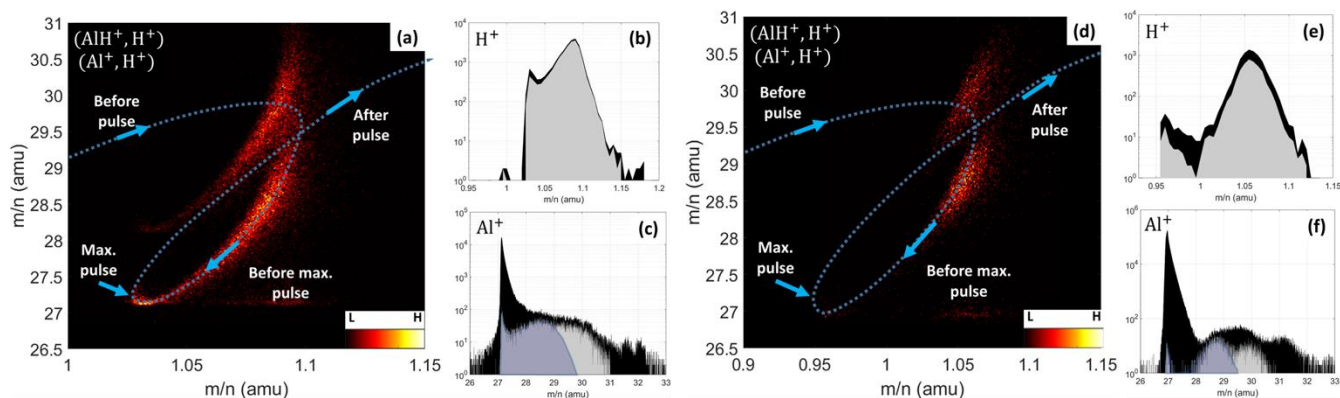 (a)
(AlH⁺, H⁺)
(Al⁺, H⁺)
Before
pulse
After
pulse
Max.
pulse
Before max.
pulse
L H
31
30.5
30
29.5
29
28.5
28
27.5
27
26.5
1 1.05 1.1 1.15
m/n (amu)
m/n (amu)
(b)
H⁺
10⁴
10³
10²
10¹
10⁰
0.95 1 1.05 1.1 1.15 1.2
m/n (amu)
(c)
Al⁺
10⁵
10⁴
10³
10²
10¹
10⁰
26 27 28 29 30 31 32 33
m/n (amu)
(d)
(AlH⁺, H⁺)
(Al⁺, H⁺)
Before
pulse
After
pulse
Max.
pulse
Before max.
pulse
L H
31
30.5
30
29.5
29
28.5
28
27.5
27
26.5
0.9 0.95 1 1.05 1.1 1.15
m/n (amu)
m/n (amu)
(e)
H⁺
10⁴
10³
10²
10¹
10⁰
0.95 1 1.05 1.1 1.15
m/n (amu)
(f)
Al⁺
10⁶
10⁴
10²
10⁰
26 27 28 29 30 31 32 33
m/n (amu)